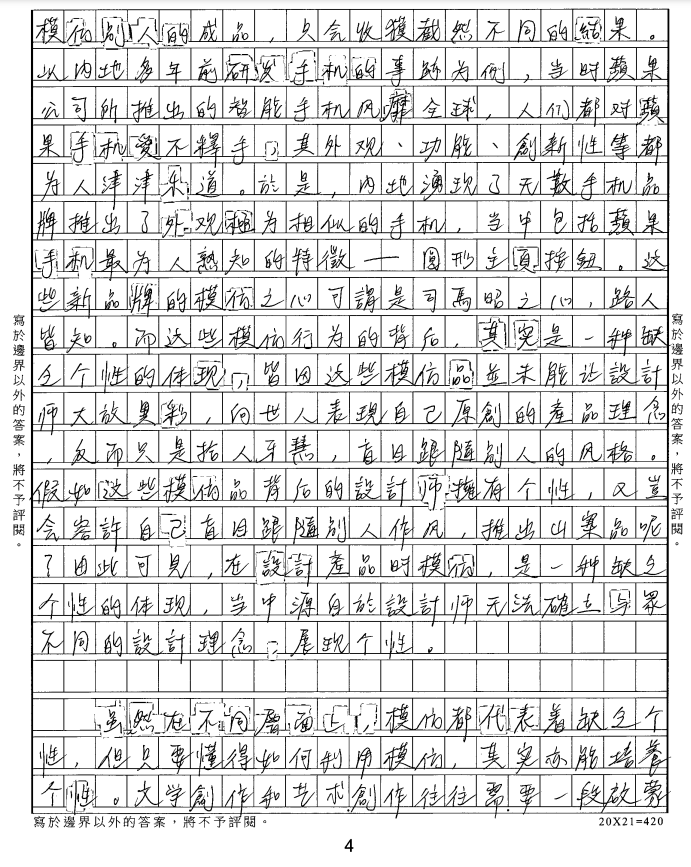 模仿別人的成品，只会收獲截然不同的結果。
以内地多年前研发手机的事跡为例，当时蘋果
公司所推出的智能手机风靡全球，人们都对蘋
果手机愛不釋手。其外观、功能、創新性等都
为人津津乐道。於是，内地湧现了无数手机品
牌推出了外观極为相似的手机，当中包括蘋果
手机最为人熟知的特徵——圓形主頁按鈕。这
些新品牌的模仿之心可謂是司馬昭之心，路人
皆知。而这些模仿行为的背后，其实是一种缺
乏个性的体现，皆因这些模仿品並未能让設計
师大放異彩，向世人表現自己原創的產品理念
，反而只是拾人牙慧，盲目跟隨別人的风格。
假如这些模仿品背后的設計师擁有个性，又豈
会容許自己盲目跟隨別人作风，推出山寨品呢
？由此可見，在設計產品时模仿，是一种缺乏
个性的体现，当中源自於設計师无法確立与眾
不同的設計理念，展现个性。
虽然在不同層面上，模仿都代表着缺乏个
性，但只要懂得如何利用模仿，其实亦能培養
个性。文学創作和艺术創作往往需要一段啟蒙
寫於邊界以外的答案，將不予評閱。
寫於邊界以外的答案，將不予評閱。
寫於邊界以外的答案，將不予評閱。
20X21=420
4